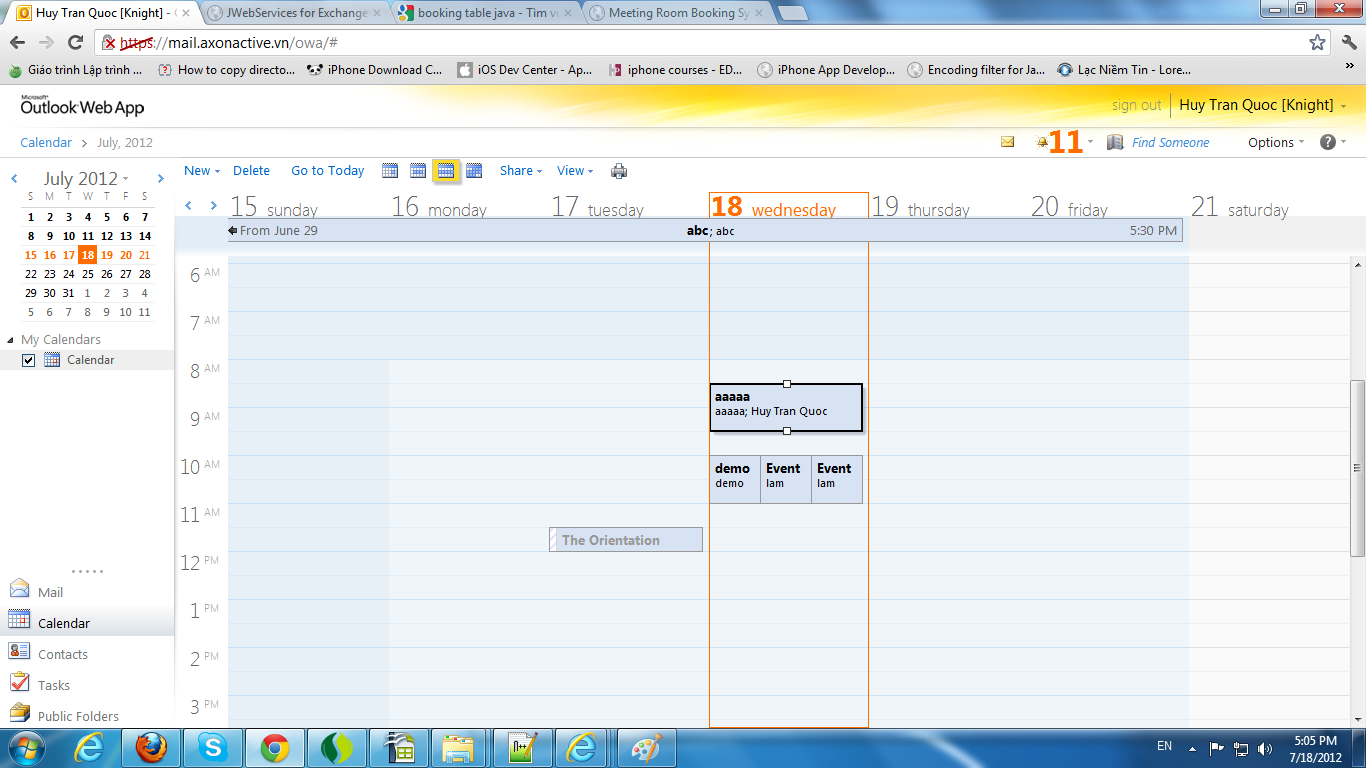 Huy Tran Quoc [Knight] -
JWebServices for Exchange
booking table java - Tim v
Meeting Room Booking Sy
https://mail.axonactive.vn/owa/#
Giáo trình Lập trình ...
How to copy directo...
iPhone Download C...
iOS Dev Center - Ap...
iphone courses - ED...
iPhone App Develop...
Encoding filter for Ja...
Lạc Niềm Tin - Lore...
»
Microsoft®
Outlook Web App
sign out
Huy Tran Quoc [Knight]
Calendar > July, 2012
11
Find Someone
Options
?
July 2012
S M T W T F S
1 2 3 4 5 6 7
8 9 10 11 12 13 14
15 16 17 18 19 20 21
22 23 24 25 26 27 28
29 30 31 1 2 3 4
5 6 7 8 9 10 11
My Calendars
Calendar
Mail
Calendar
Contacts
Tasks
Public Folders
New
Delete
Go to Today
Share
View
15 sunday
16 monday
17 tuesday
18 wednesday
19 thursday
20 friday
21 saturday
From June 29
abc; abc
5:30 PM
6 AM
7 AM
8 AM
aaaaa
aaaaa; Huy Tran Quoc
9 AM
10 AM
demo
demo
Event
lam
Event
lam
11 AM
The Orientation
12 PM
1 PM
2 PM
3 PM
EN
5:05 PM
7/18/2012